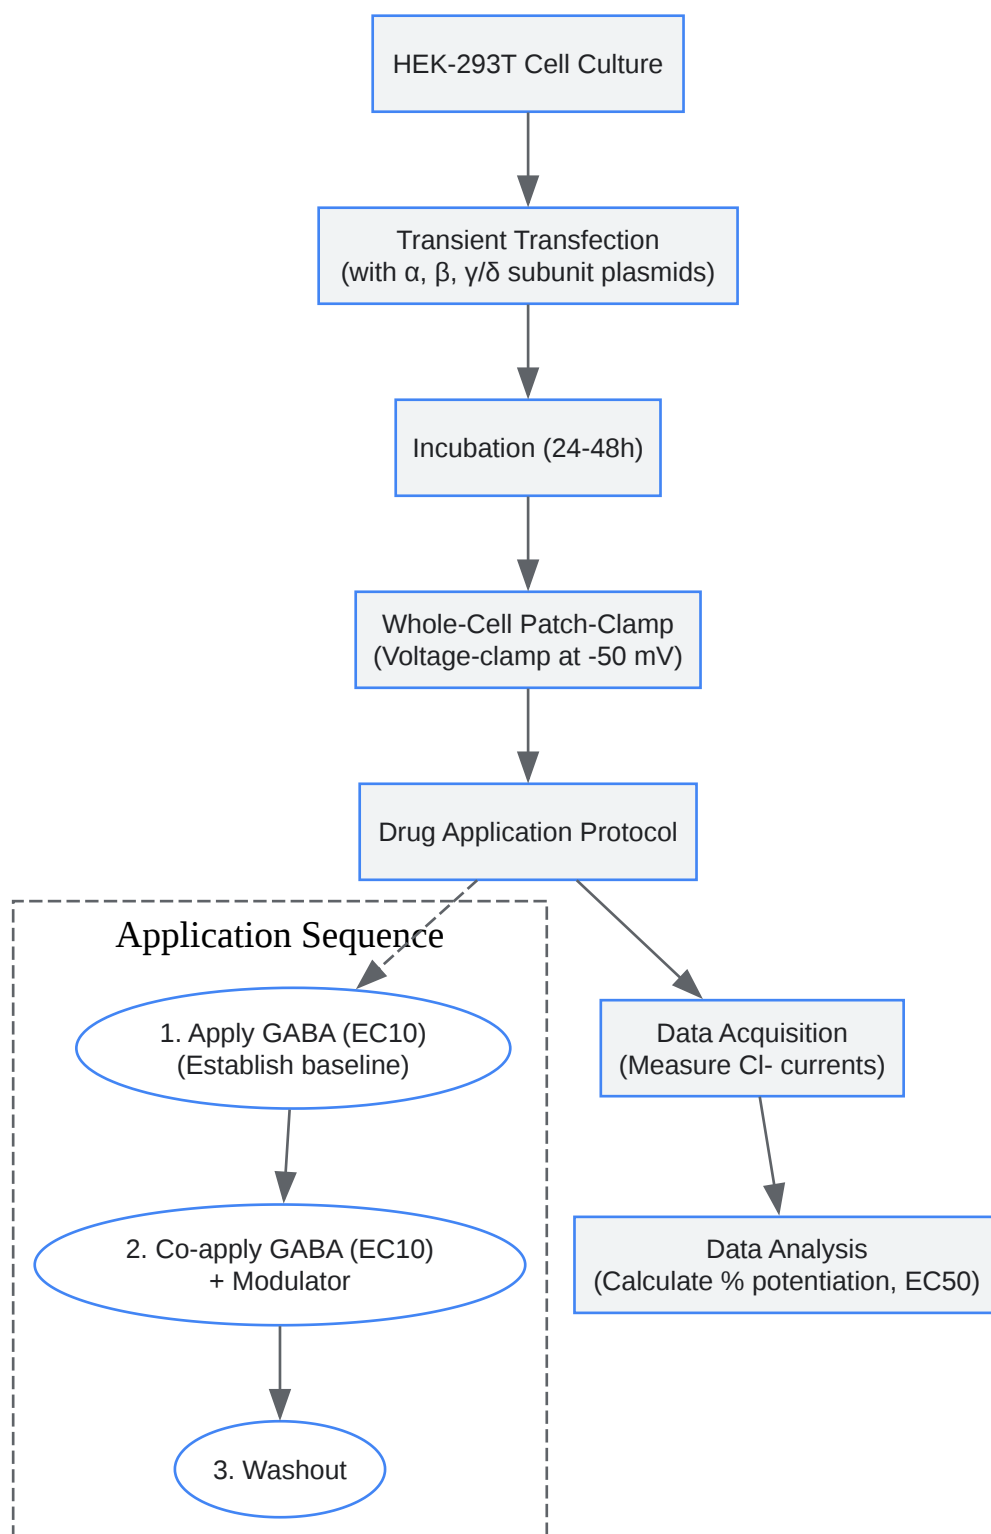 HEK-293T Cell Culture
Transient Transfection
(with α, β, γ/δ subunit plasmids)
Incubation (24-48h)
Whole-Cell Patch-Clamp
(Voltage-clamp at -50 mV)
Drug Application Protocol
Application Sequence
1. Apply GABA (EC10)
(Establish baseline)
2. Co-apply GABA (EC10)
+ Modulator
3. Washout
Data Acquisition
(Measure Cl- currents)
Data Analysis
(Calculate % potentiation, EC50)